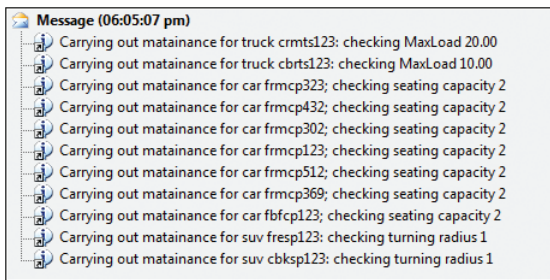 Message (06:05:07 pm)
Carrying out matainance for truck crmts123: checking MaxLoad 20.00
Carrying out matainance for truck cbrts123: checking MaxLoad 10.00
Carrying out matainance for car frmcp323; checking seating capacity 2
Carrying out matainance for car frmcp432; checking seating capacity 2
Carrying out matainance for car frmcp302; checking seating capacity 2
Carrying out matainance for car frmcp123; checking seating capacity 2
Carrying out matainance for car frmcp512; checking seating capacity 2
Carrying out matainance for car frmcp369; checking seating capacity 2
Carrying out matainance for car fbfcp123; checking seating capacity 2
Carrying out matainance for suv fresp123: checking turning radius 1
Carrying out matainance for suv cbksp123: checking turning radius 1